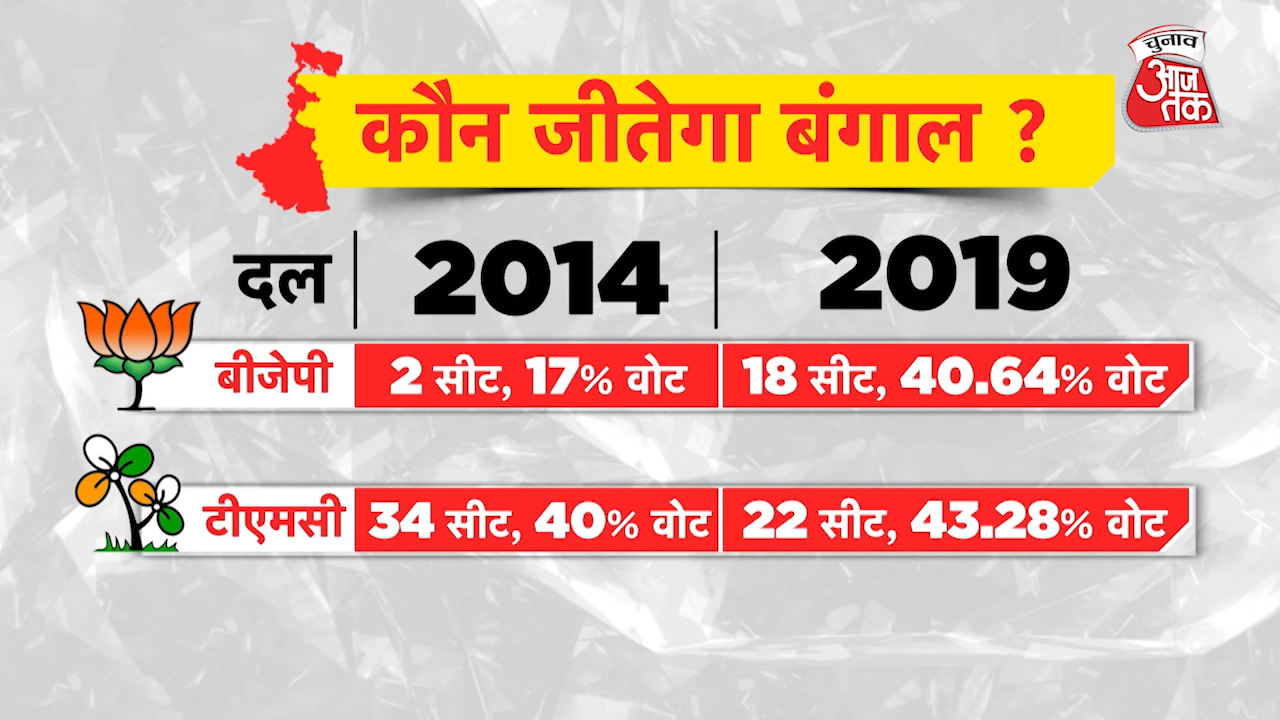 चुनाव
आज
तक
कौन जीतेगा बंगाल ?
दल 2014 2019
बीजेपी 2 सीट, 17% वोट 18 सीट, 40.64% वोट
टीएमसी 34 सीट, 40% वोट 22 सीट, 43.28% वोट